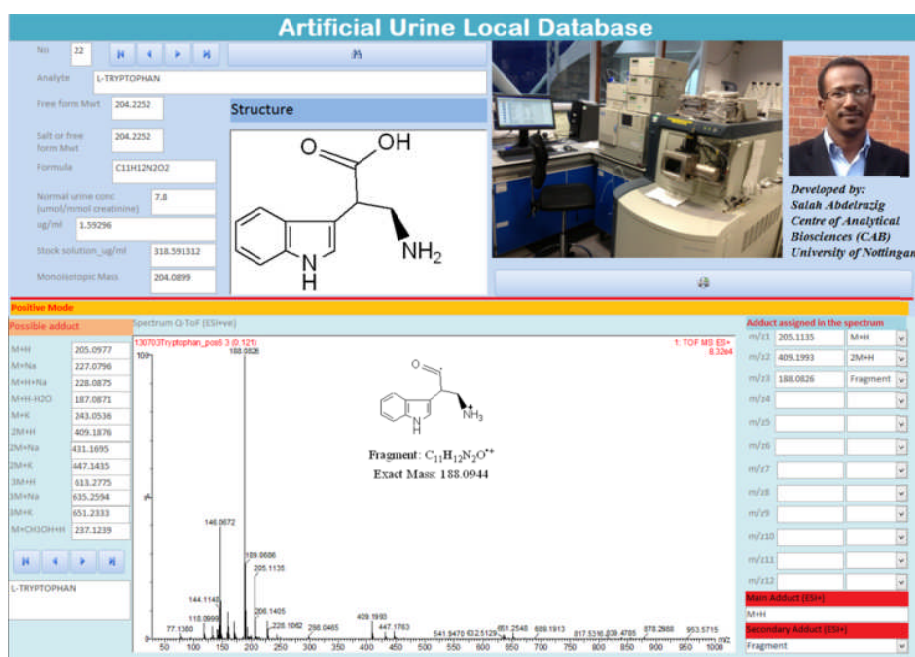 Artificial Urine Local Database
No 22
Analyte L-TRYPTOPHAN
Free form Mwt 204.2252
Salt or free
form Mwt 204.2252
Formula C11H12N2O2
Normal urine conc
(umol/mmol creatinine) 7.8
ug/ml 1.59296
Stock solution_ug/ml 318.591312
Monoisotropic Mass 204.0899
Structure
O
OH
NH2
N
H
Developed by:
Salah Abdelrazig
Centre of Analytical
Biosciences (CAB)
University of Nottingan
Positive Mode
Possible adduct
M+H 205.0977
M+Na 227.0796
M+H+Na 228.0875
M+H-H2O 187.0871
M+K 243.0536
2M+H 409.1876
2M+Na 431.1695
2M+K 447.1435
3M+H 613.2775
3M+Na 635.2594
3M+K 651.2333
M+CH3OH+H 237.1239
L-TRYPTOPHAN
Spectrum Q-ToF (ESI+ve)
130703Tryptophan_pos6 3 (0.121)
1: TOF MS ES+
8.32e4
100
%
188.0826
146.0672
189.0686
205.1135
144.1148
118.0999
206.1405
77.1380
228.1062
298.0465
409.1993
447.1763
541.9470
632.5129
651.2548
689.1913
817.5316
839.4785
878.2988
953.5715
50 100 150 200 250 300 350 400 450 500 550 600 650 700 750 800 850 900 950 1000
m/z
O
NH3
+
N
H
Fragment: C11H12N2O•+
Exact Mass: 188.0944
Adduct assigned in the spectrum
m/z1 205.1135 M+H
m/z2 409.1993 2M+H
m/z3 188.0826 Fragment
m/z4
m/z5
m/z6
m/z7
m/z8
m/z9
m/z10
m/z11
m/z12
Main Adduct (ESI+)
M+H
Secondary Adduct (ESI+)
Fragment